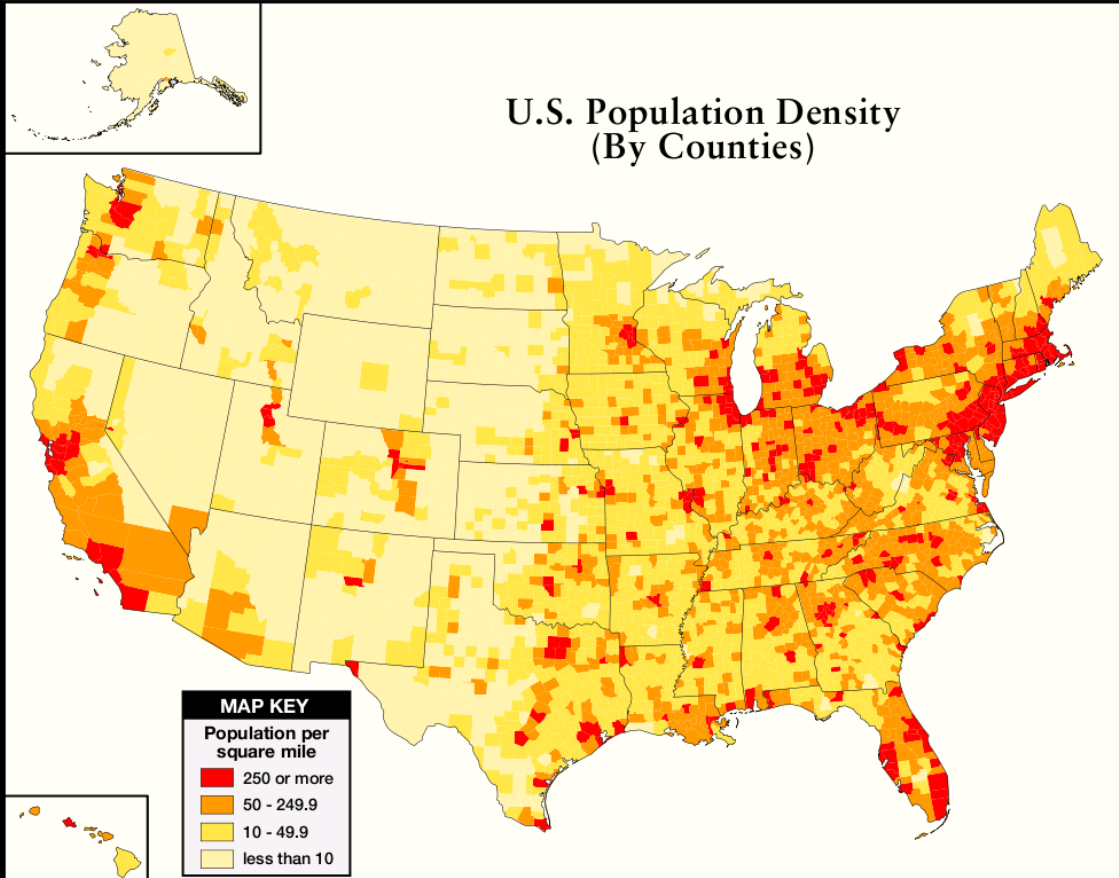 U.S. Population Density
(By Counties)
MAP KEY
Population per
square mile
250 or more
50 - 249.9
10 - 49.9
less than 10